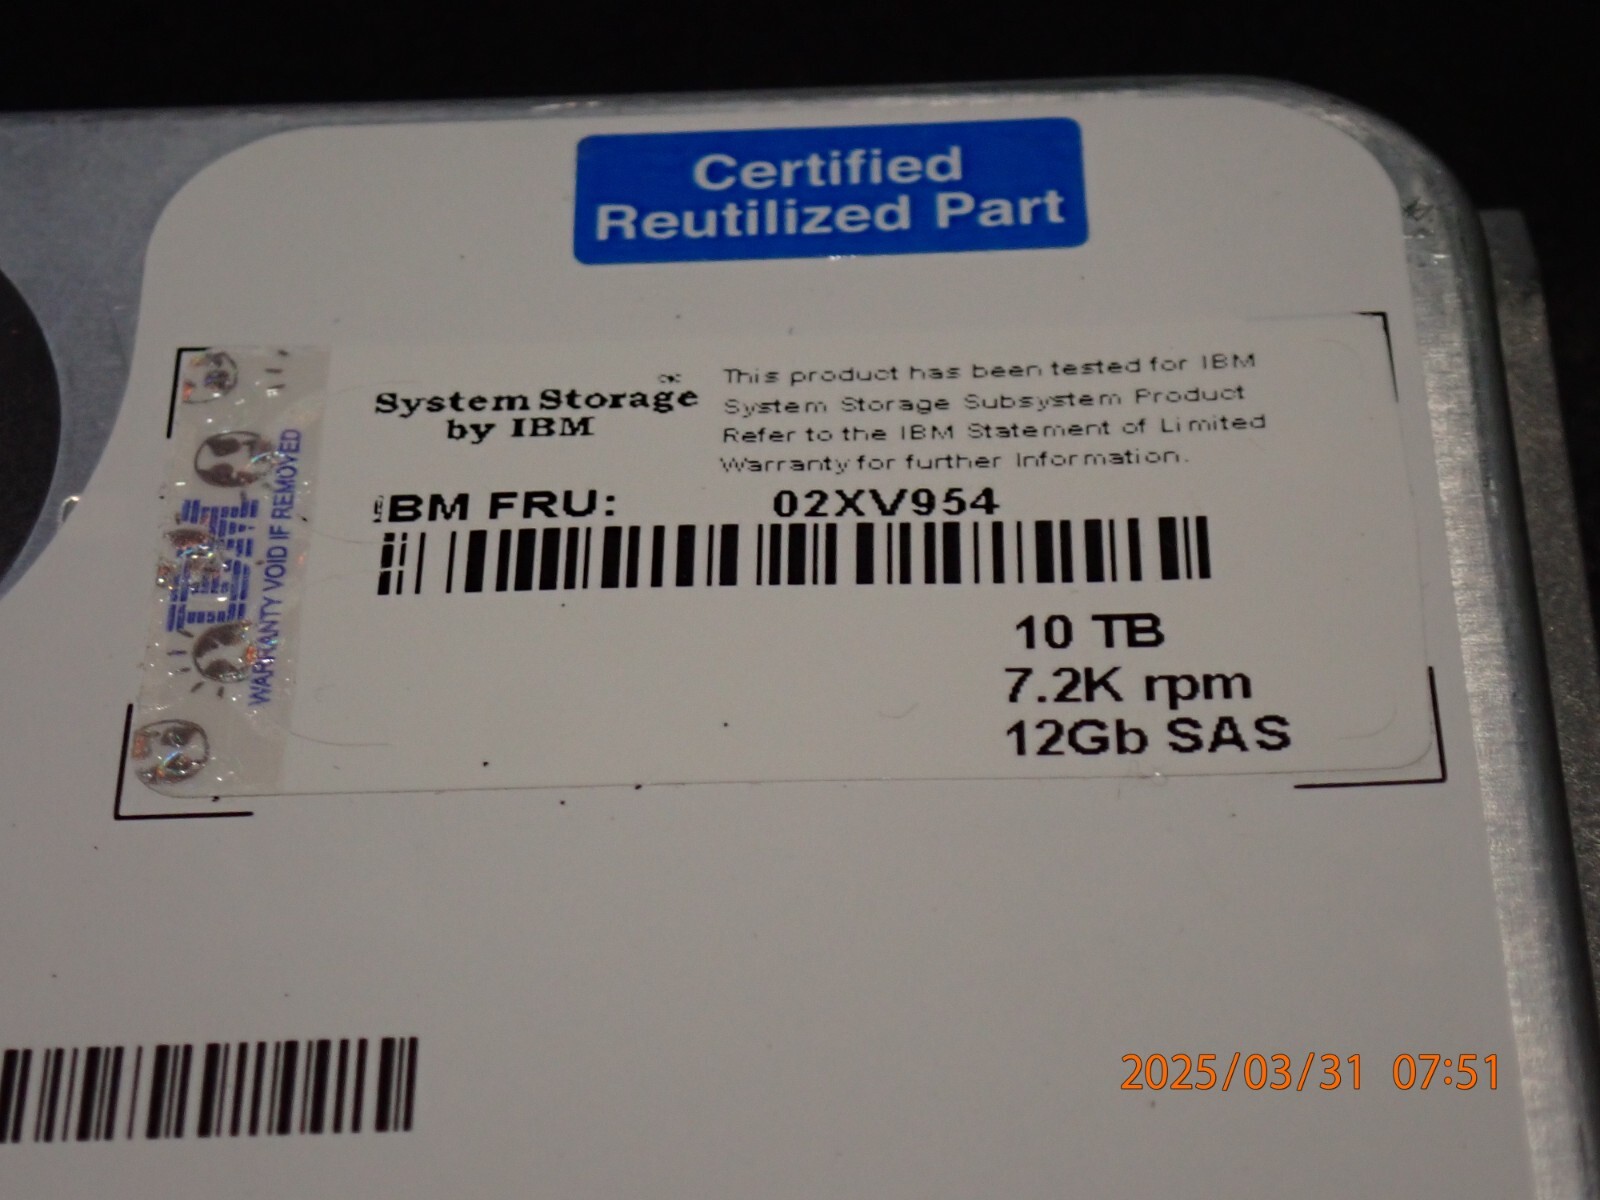 Certified
Reutilized Part
System Storage
by IBM
This product has been tested for IBM
System Storage Subsystem Product
Refer to the IBM Statement of Limited
Warranty for further Information.
IBM
WARRANTY VOID IF REMOVED
IBM FRU: 02XV954
10 TB
7.2K rpm
12Gb SAS
2025/03/31 07:51